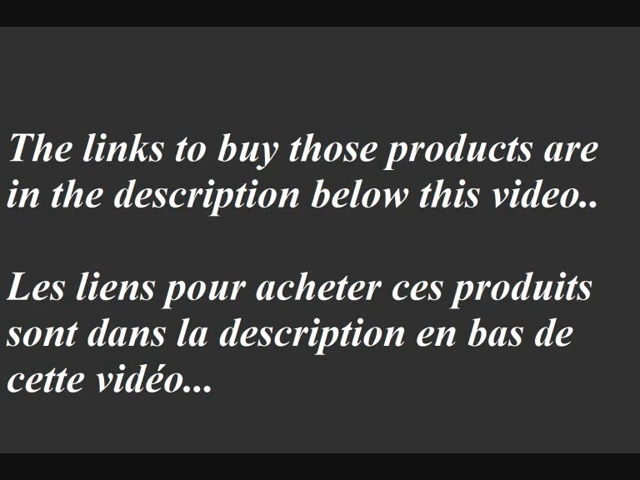 The links to buy those products are
in the description below this video..
Les liens pour acheter ces produits
sont dans la description en bas de
cette vidéo...